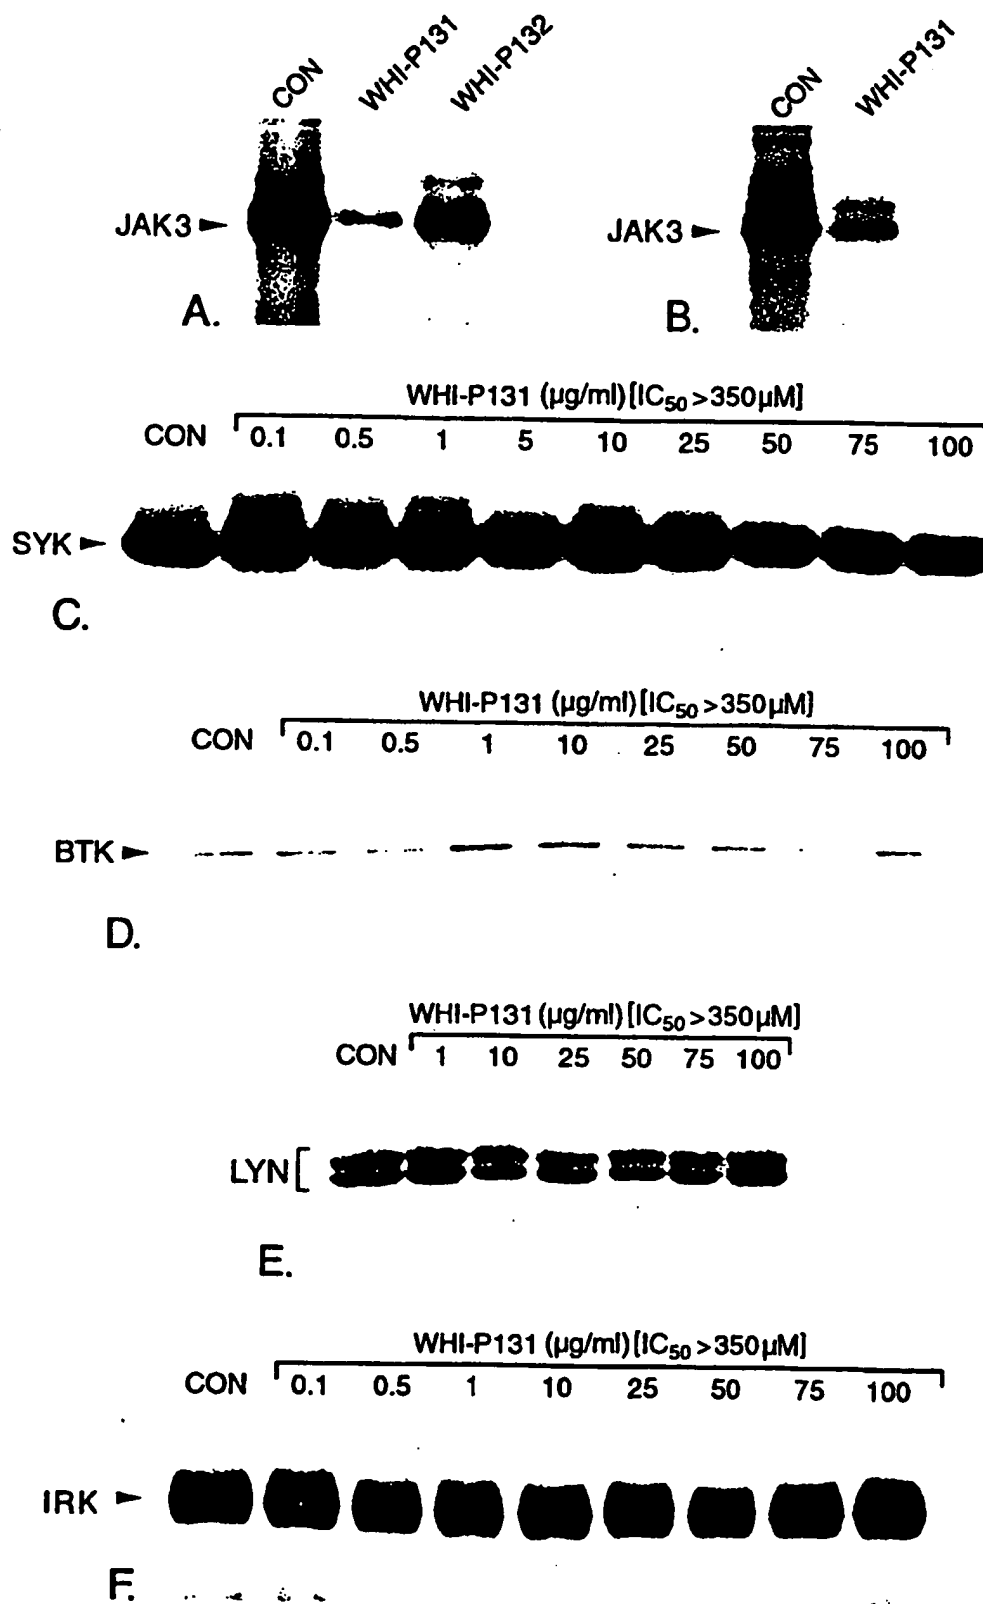 CON WHI-P131 WHI-P132
CON WHI-P131
JAK3
JAK3
A.
B.
WHI-P131 (µg/ml) [IC50 >350µM]
CON 0.1 0.5 1 5 10 25 50 75 100
SYK
C.
WHI-P131 (µg/ml) [IC50 >350µM]
CON 0.1 0.5 1 10 25 50 75 100
BTK
D.
WHI-P131 (µg/ml) [IC50 >350µM]
CON 1 10 25 50 75 100
LYN
E.
WHI-P131 (µg/ml) [IC50 >350µM]
CON 0.1 0.5 1 10 25 50 75 100
IRK
F.